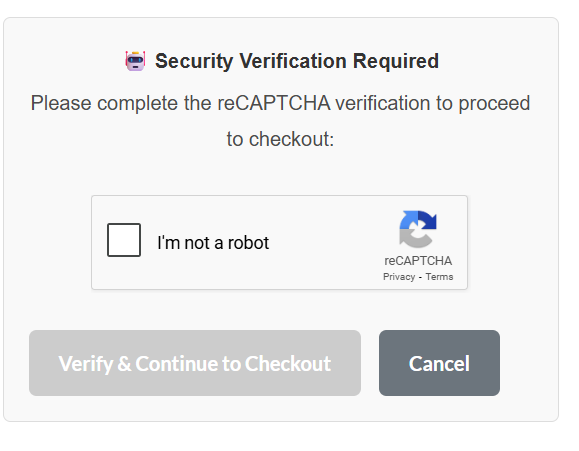 Security Verification Required
Please complete the reCAPTCHA verification to proceed
to checkout:
I'm not a robot
reCAPTCHA
Privacy - Terms
Verify & Continue to Checkout
Cancel